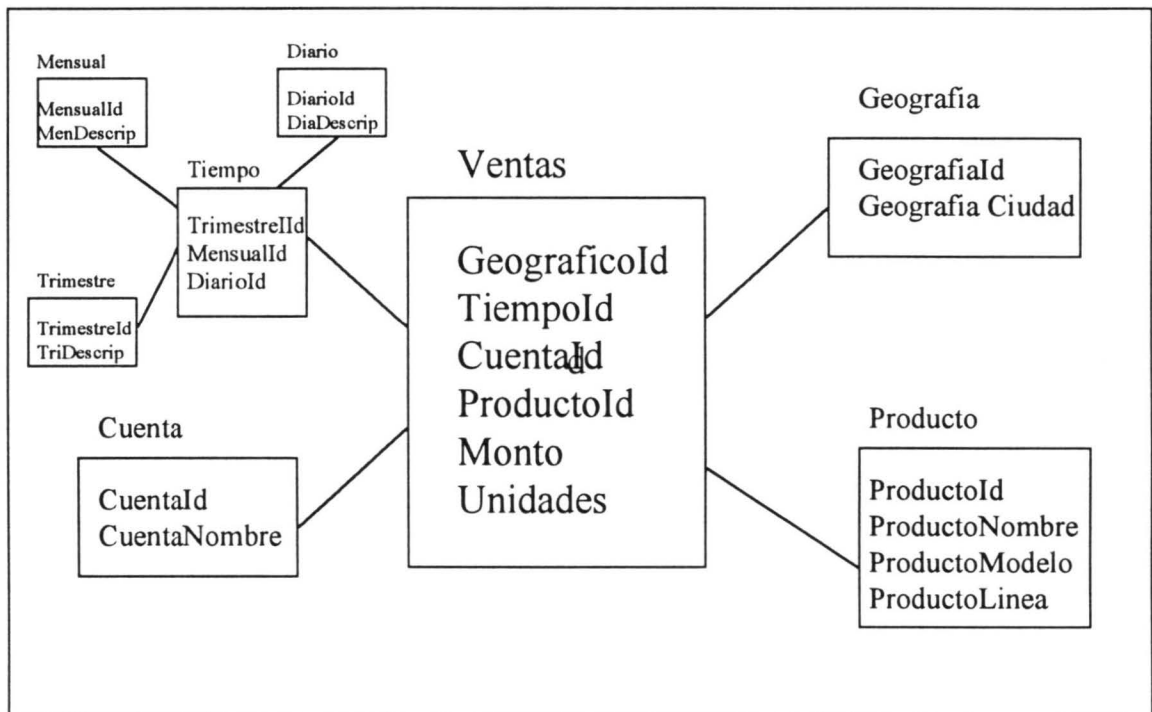 Mensual
MensualId
MenDescrip
Diario
DiarioId
DiaDescrip
Tiempo
TrimestreIId
MensualId
DiarioId
Trimestre
TrimestreId
TriDescrip
Cuenta
CuentaId
CuentaNombre
Ventas
GeograficoId
TiempoId
CuentaId
d
ProductoId
Monto
Unidades
Geografia
GeografiaId
Geografia Ciudad
Producto
ProductoId
ProductoNombre
ProductoModelo
ProductoLinea